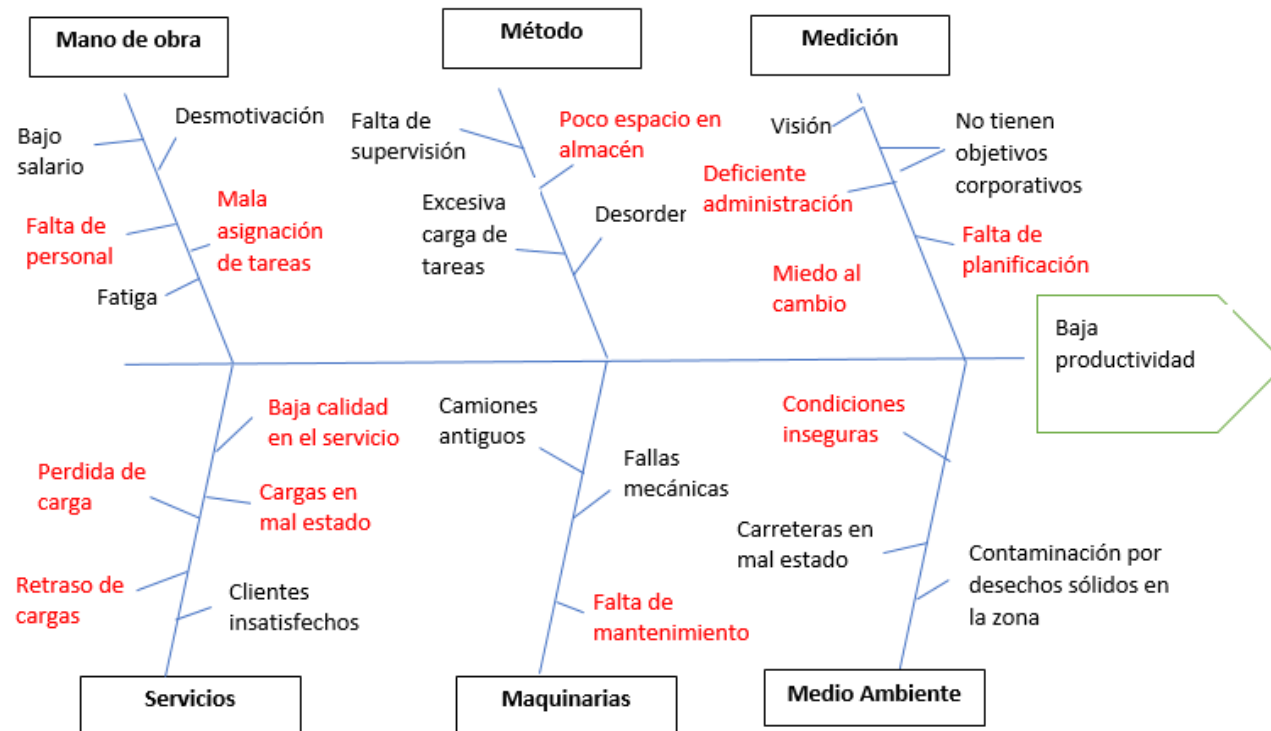 Mano de obra
Método
Medición
Bajo
salario
Desmotivación
Falta de
personal
Mala
asignación
de tareas
Fatiga
Falta de
supervisión
Poco espacio en
almacén
Excesiva
carga de
tareas
Desorder
Visión
No tienen
objetivos
corporativos
Deficiente
administración
Falta de
planificación
Miedo al
cambio
Baja
productividad
Baja calidad
en el servicio
Perdida de
carga
Cargas en
mal estado
Retraso de
cargas
Clientes
insatisfechos
Camiones
antiguos
Fallas
mecánicas
Falta de
mantenimiento
Condiciones
inseguras
Carreteras en
mal estado
Contaminación por
desechos sólidos en
la zona
Servicios
Maquinarias
Medio Ambiente